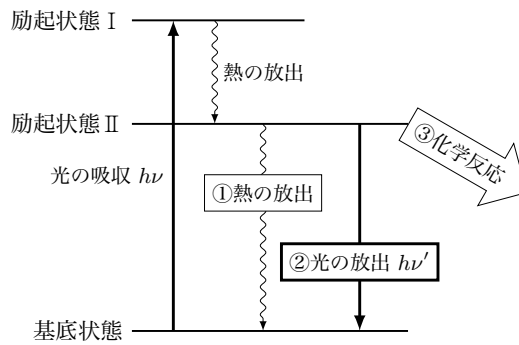 励起状態Ⅰ
熱の放出
励起状態Ⅱ
③化学反応
光の吸収 hν
①熱の放出
②光の放出 hν′
基底状態